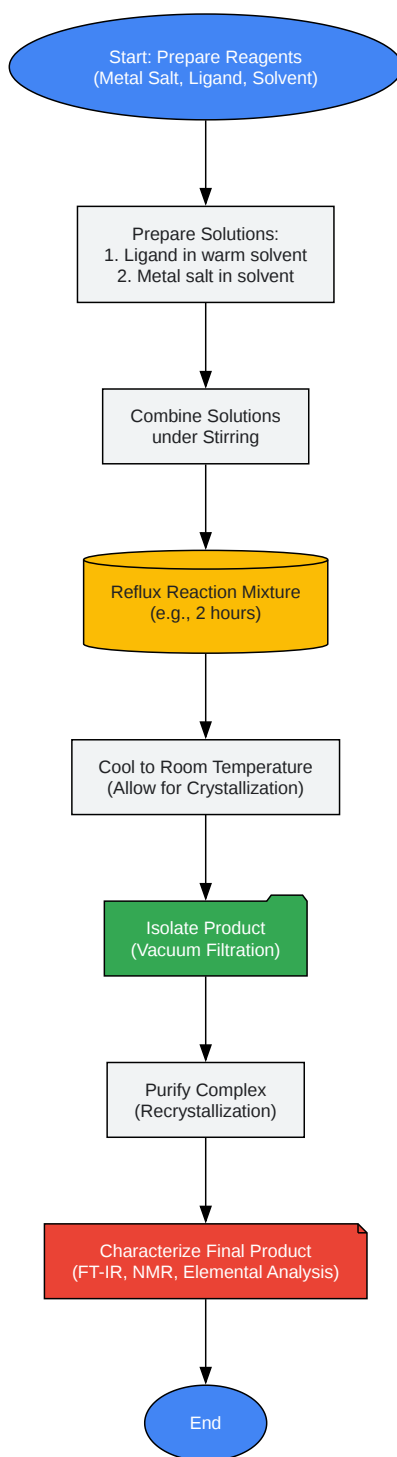 Start: Prepare Reagents
(Metal Salt, Ligand, Solvent)
Prepare Solutions:
1. Ligand in warm solvent
2. Metal salt in solvent
Combine Solutions
under Stirring
Reflux Reaction Mixture
(e.g., 2 hours)
Cool to Room Temperature
(Allow for Crystallization)
Isolate Product
(Vacuum Filtration)
Purify Complex
(Recrystallization)
Characterize Final Product
(FT-IR, NMR, Elemental Analysis)
End